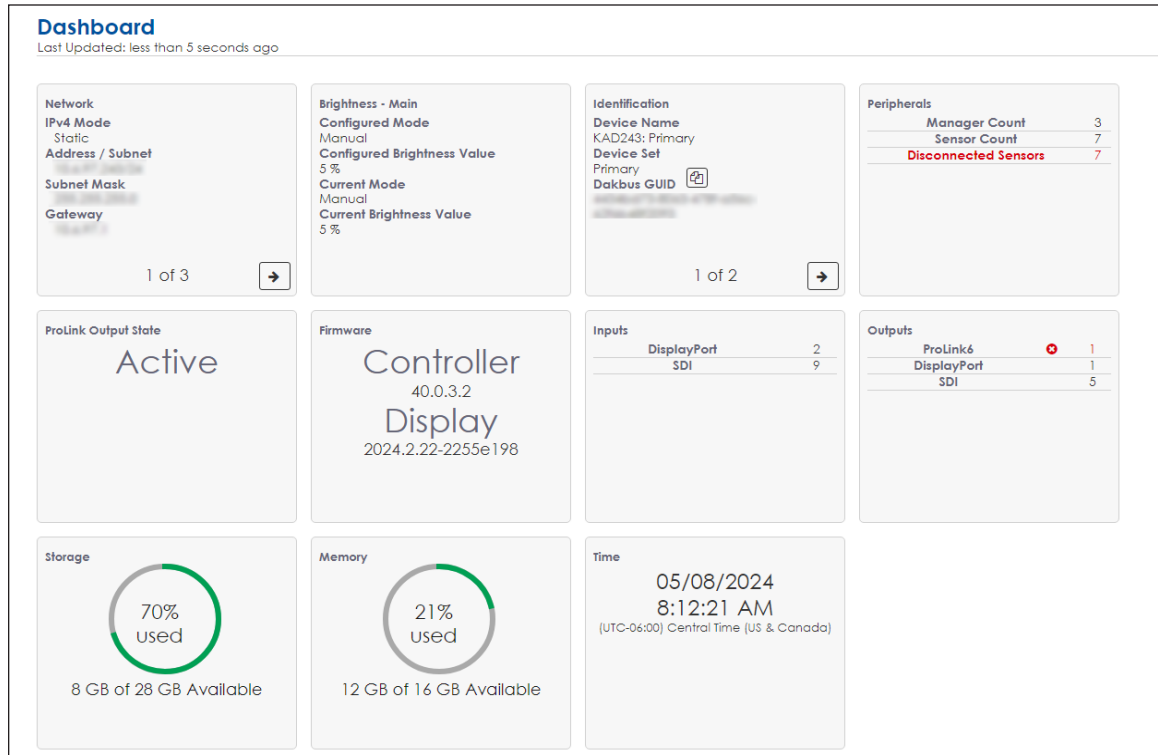 Dashboard
Last Updated: less than 5 seconds ago
Network
IPv4 Mode
Static
Address / Subnet
Subnet Mask
Gateway
1 of 3
Brightness - Main
Configured Mode
Manual
Configured Brightness Value
5 %
Current Mode
Manual
Current Brightness Value
5 %
Identification
Device Name
KAD243: Primary
Device Set
Primary
Dakbus GUID
1 of 2
Peripherals
Manager Count 3
Sensor Count 7
Disconnected Sensors 7
ProLink Output State
Active
Firmware
Controller
40.0.3.2
Display
2024.2.22-2255e198
Inputs
DisplayPort 2
SDI 9
Outputs
ProLink6 1
DisplayPort 1
SDI 5
Storage
70%
used
8 GB of 28 GB Available
Memory
21%
used
12 GB of 16 GB Available
Time
05/08/2024
8:12:21 AM
(UTC-06:00) Central Time (US & Canada)